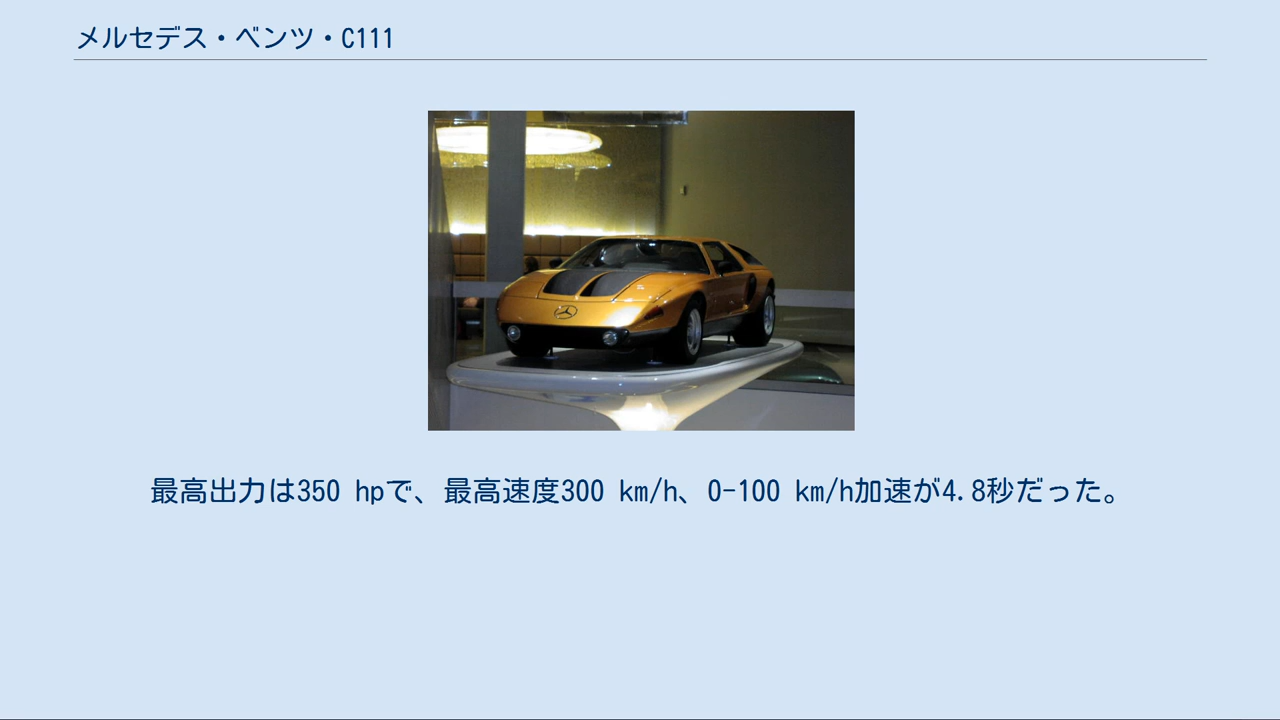 メルセデス・ベンツ・C111
最高出力は350 hpで、最高速度300 km/h、0-100 km/h加速が4.8秒だった。